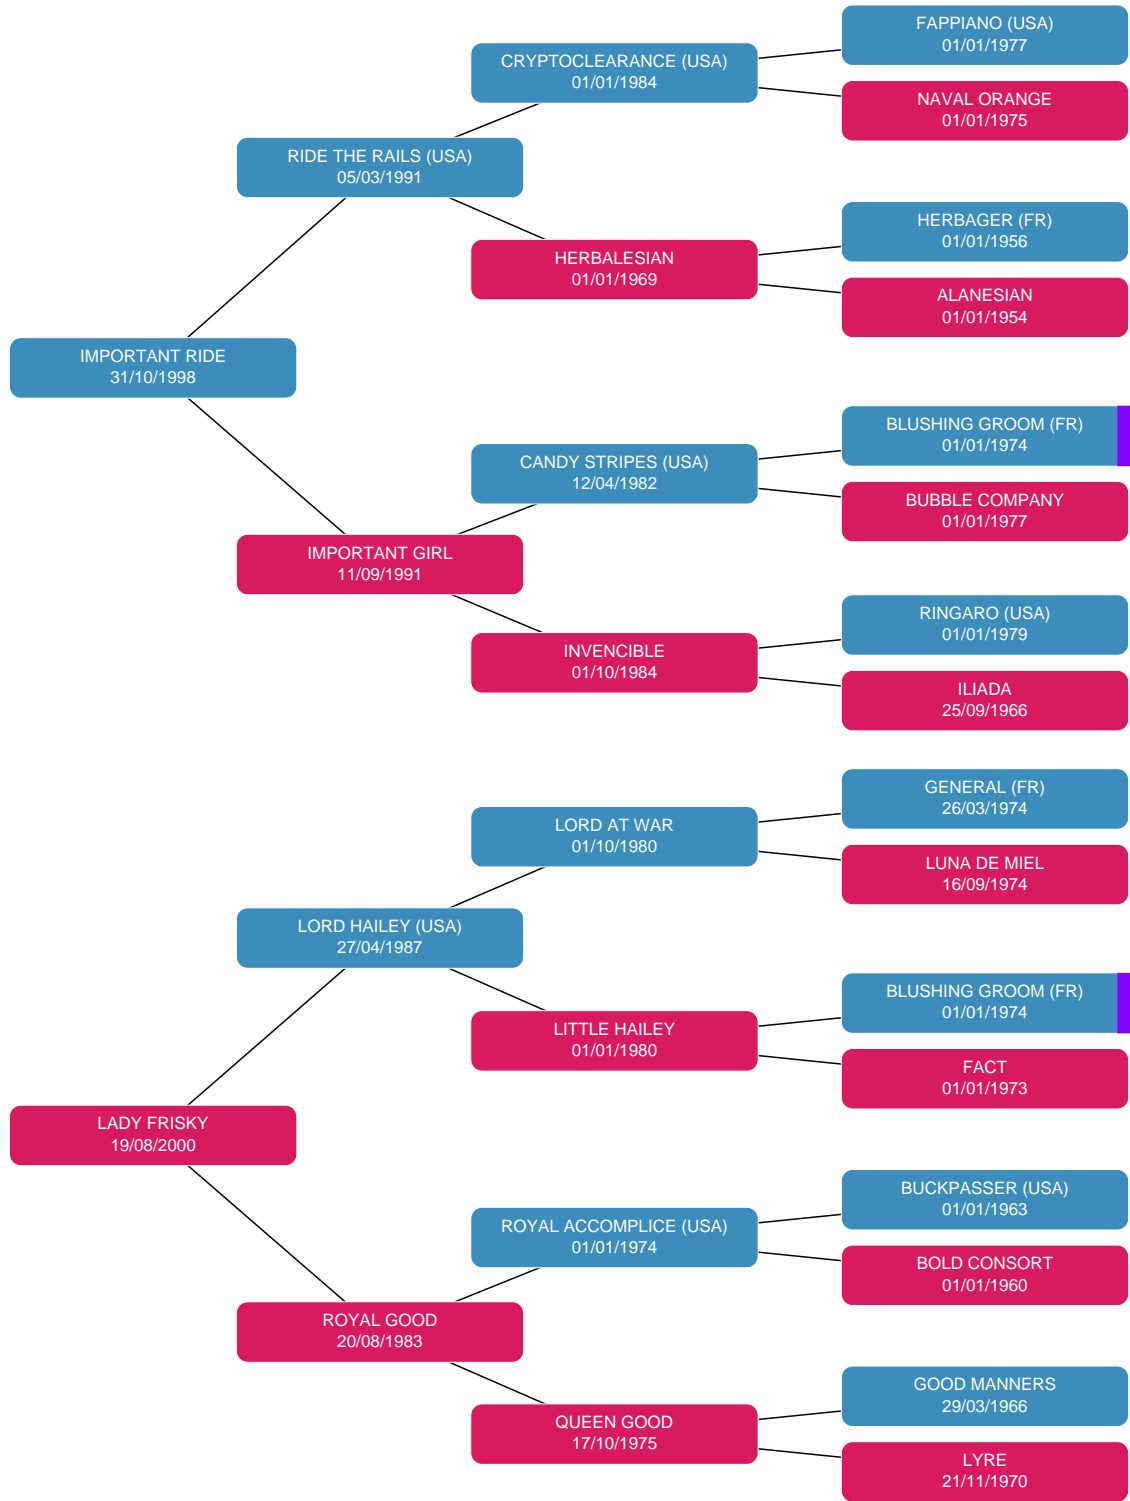 FAPPIANO (USA)
01/01/1977
CRYPTOCLEARANCE (USA)
01/01/1984
NAVAL ORANGE
01/01/1975
RIDE THE RAILS (USA)
05/03/1991
HERBAGER (FR)
01/01/1956
HERBALESIAN
01/01/1969
ALANESIAN
01/01/1954
IMPORTANT RIDE
31/10/1998
BLUSHING GROOM (FR)
01/01/1974
CANDY STRIPES (USA)
12/04/1982
BUBBLE COMPANY
01/01/1977
IMPORTANT GIRL
11/09/1991
RINGARO (USA)
01/01/1979
INVENCIBLE
01/10/1984
ILIADA
25/09/1966
GENERAL (FR)
26/03/1974
LORD AT WAR
01/10/1980
LUNA DE MIEL
16/09/1974
LORD HAILEY (USA)
27/04/1987
BLUSHING GROOM (FR)
01/01/1974
LITTLE HAILEY
01/01/1980
FACT
01/01/1973
LADY FRISKY
19/08/2000
BUCKPASSER (USA)
01/01/1963
ROYAL ACCOMPLICE (USA)
01/01/1974
BOLD CONSORT
01/01/1960
ROYAL GOOD
20/08/1983
GOOD MANNERS
29/03/1966
QUEEN GOOD
17/10/1975
LYRE
21/11/1970